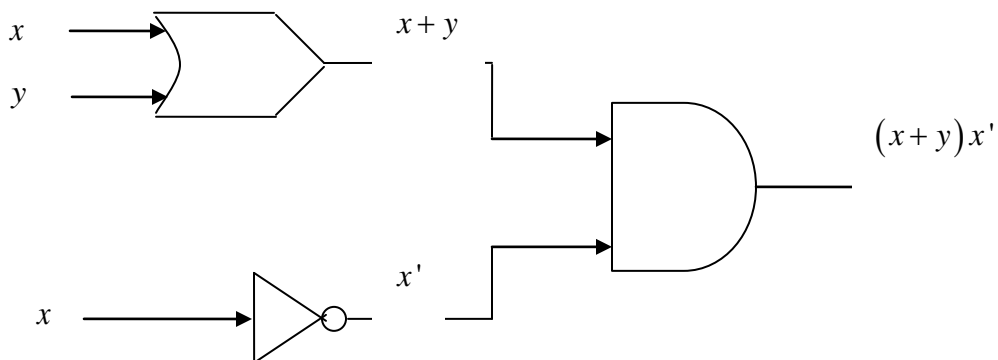 x
x + y
y
(x + y) x'
x'
x